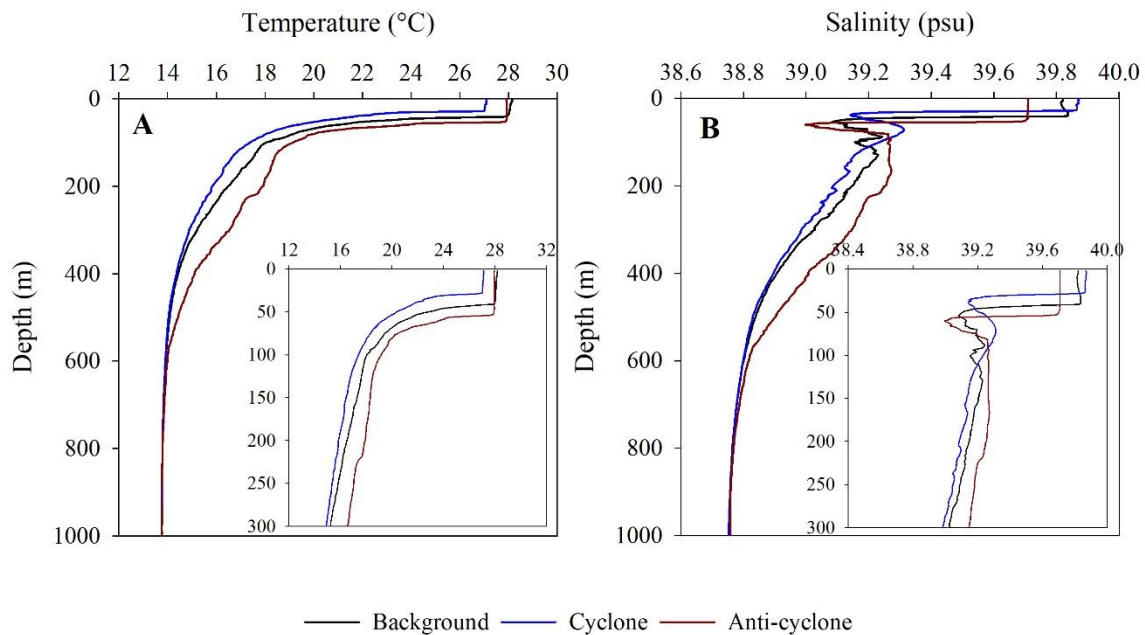 Temperature (°C)
Salinity (psu)
12 14 16 18 20 22 24 26 28 30
38.6 38.8 39.0 39.2 39.4 39.6 39.8 40.0
0
A
0
B
200
200
12 16 20 24 28 32
38.4 38.8 39.2 39.6 40.0
0
0
50
50
100
100
150
150
200
200
250
250
300
300
400
400
600
600
800
800
1000
1000
Depth (m)
Depth (m)
Background Cyclone Anti-cyclone